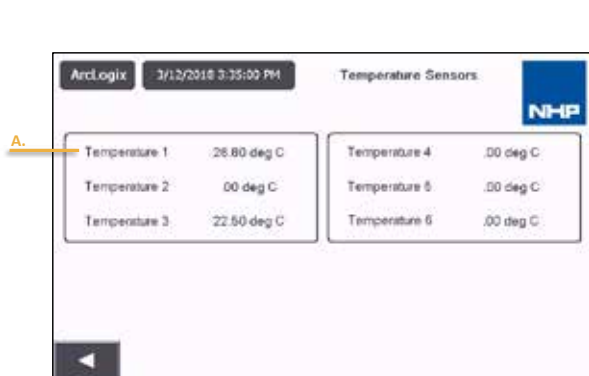 ArcLogix 3/12/2018 3:35:00 PM Temperature Sensors
NHP
A.
Temperature 1 26.80 deg C
Temperature 2 .00 deg C
Temperature 3 22.50 deg C
Temperature 4 .00 deg C
Temperature 5 .00 deg C
Temperature 6 .00 deg C